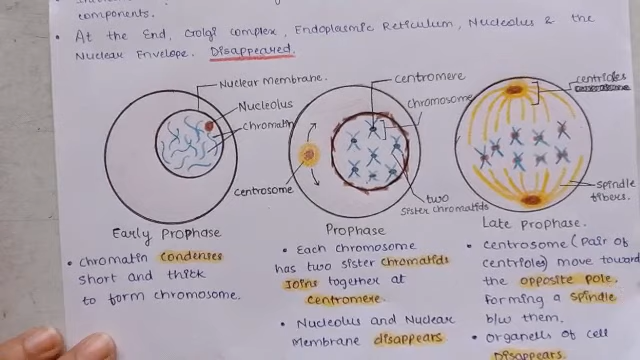 components.
• At the End, Golgi complex, Endoplasmic Reticulum, Nucleolus & the
Nuclear Envelope. Disappeared.
Nuclear membrane.
Nucleolus
chromatin
Early Prophase
• Chromatin condenses
short and thick
to form chromosome.
centromere
chromosome
centrosome
two
sister chromatids
Prophase
• Each chromosome
has two sister chromatids
joins together at
centromere.
• Nucleolus and Nuclear
Membrane disappears
centrioles
spindle
fibers.
Late Prophase.
• Centrosome (Pair of
centrioles) move toward
the opposite pole.
forming a spindle
b/w them.
• Organells of cell
Disappears